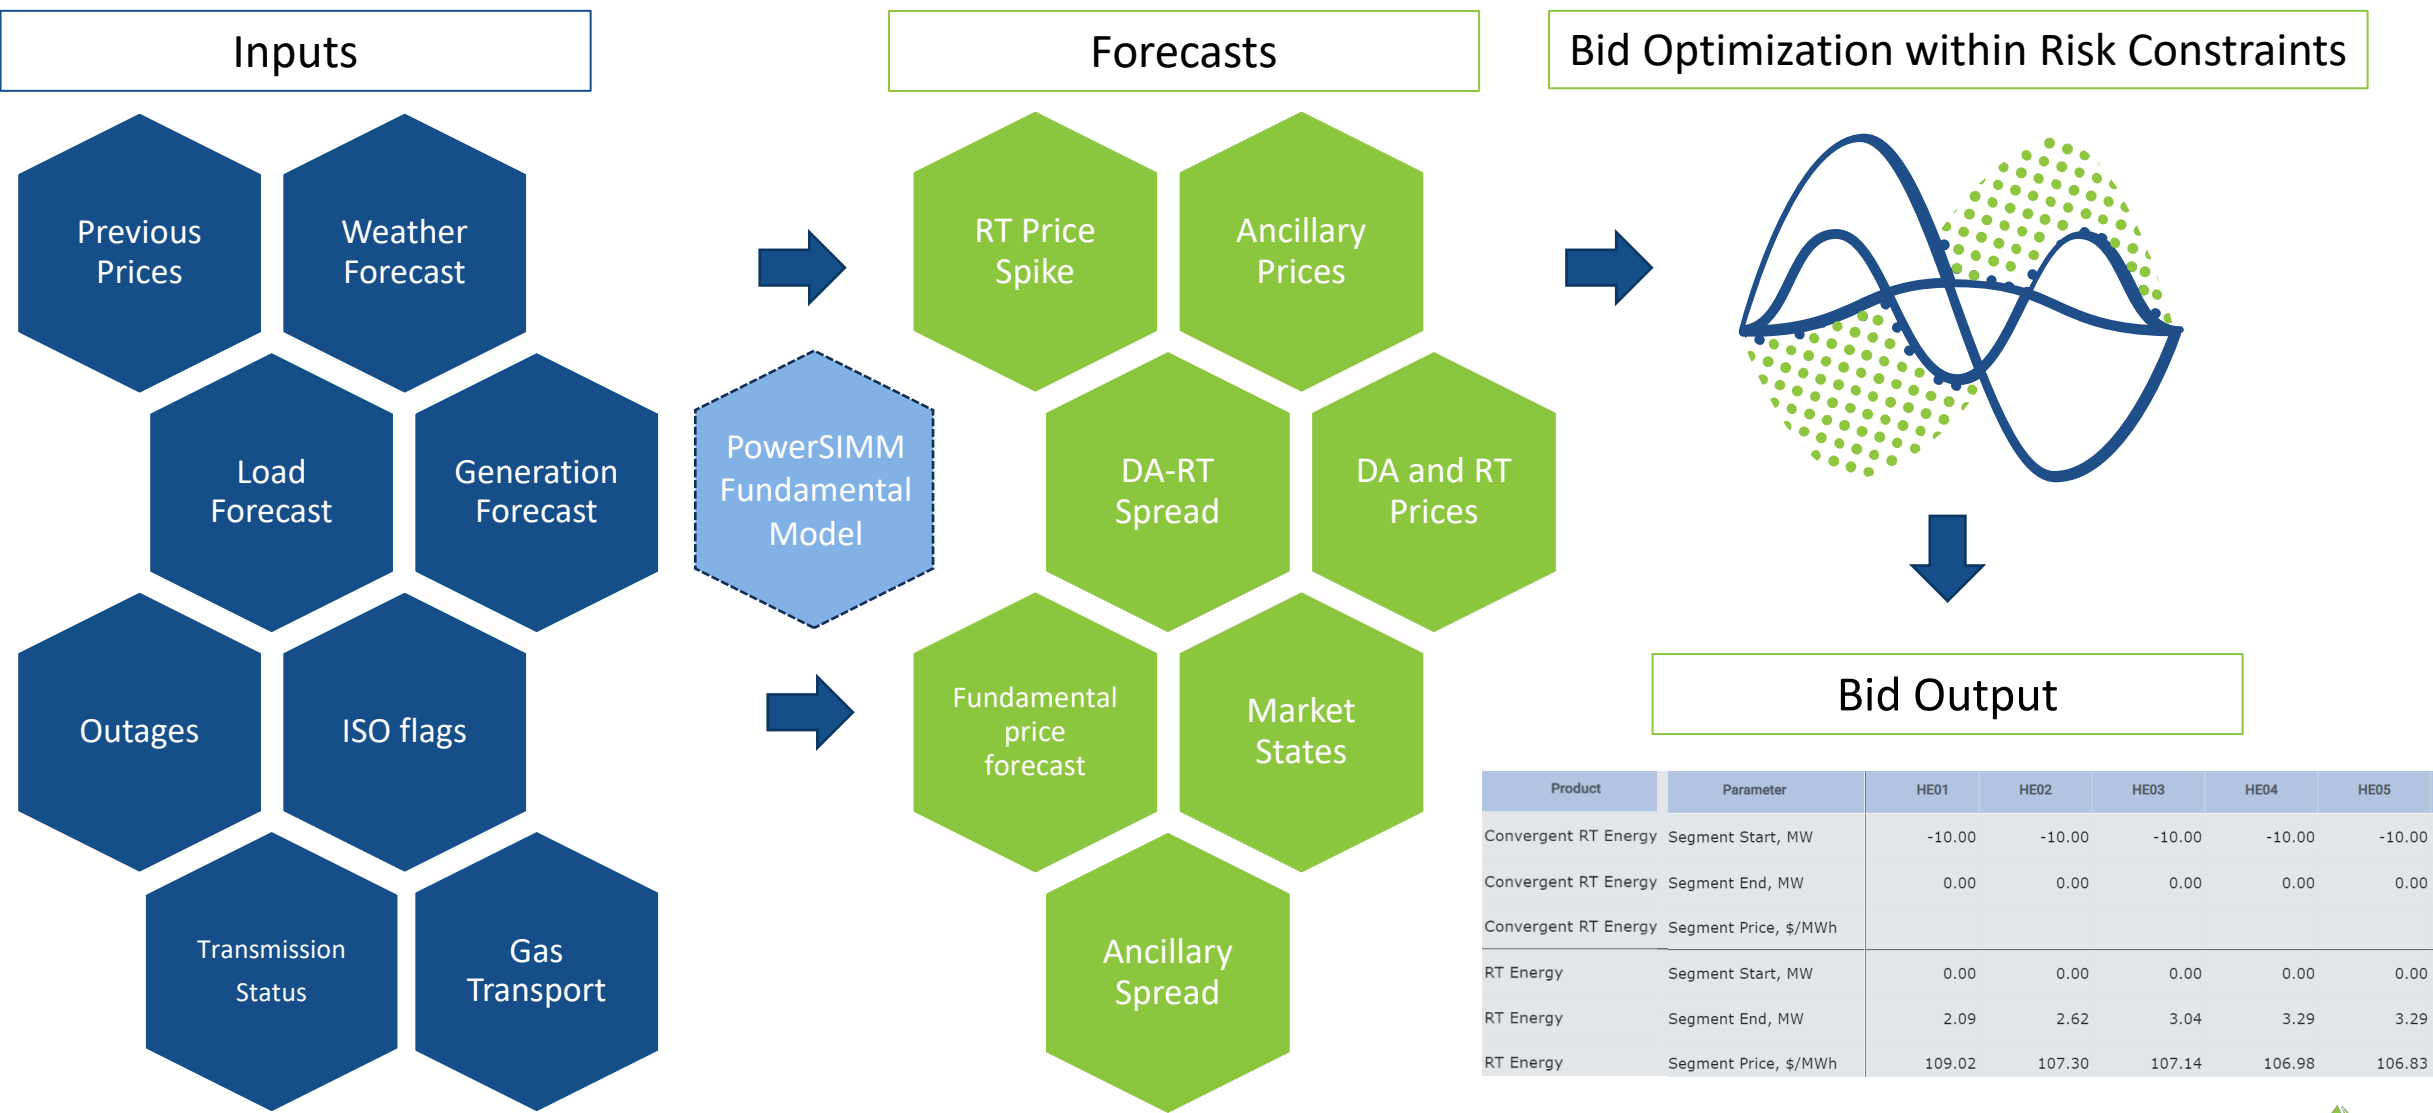 Inputs
Previous
Prices
Weather
Forecast
Load
Forecast
Generation
Forecast
Outages
ISO flags
Transmission
Status
Gas
Transport
PowerSIMM
Fundamental
Model
Forecasts
RT Price
Spike
Ancillary
Prices
DA-RT
Spread
DA and RT
Prices
Fundamental
price
forecast
Market
States
Ancillary
Spread
Bid Optimization within Risk Constraints
Bid Output
Product Parameter HE01 HE02 HE03 HE04 HE05
Convergent RT Energy Segment Start, MW -10.00 -10.00 -10.00 -10.00 -10.00
Convergent RT Energy Segment End, MW 0.00 0.00 0.00 0.00 0.00
Convergent RT Energy Segment Price, $/MWh
RT Energy Segment Start, MW 0.00 0.00 0.00 0.00 0.00
RT Energy Segment End, MW 2.09 2.62 3.04 3.29 3.29
RT Energy Segment Price, $/MWh 109.02 107.30 107.14 106.98 106.83